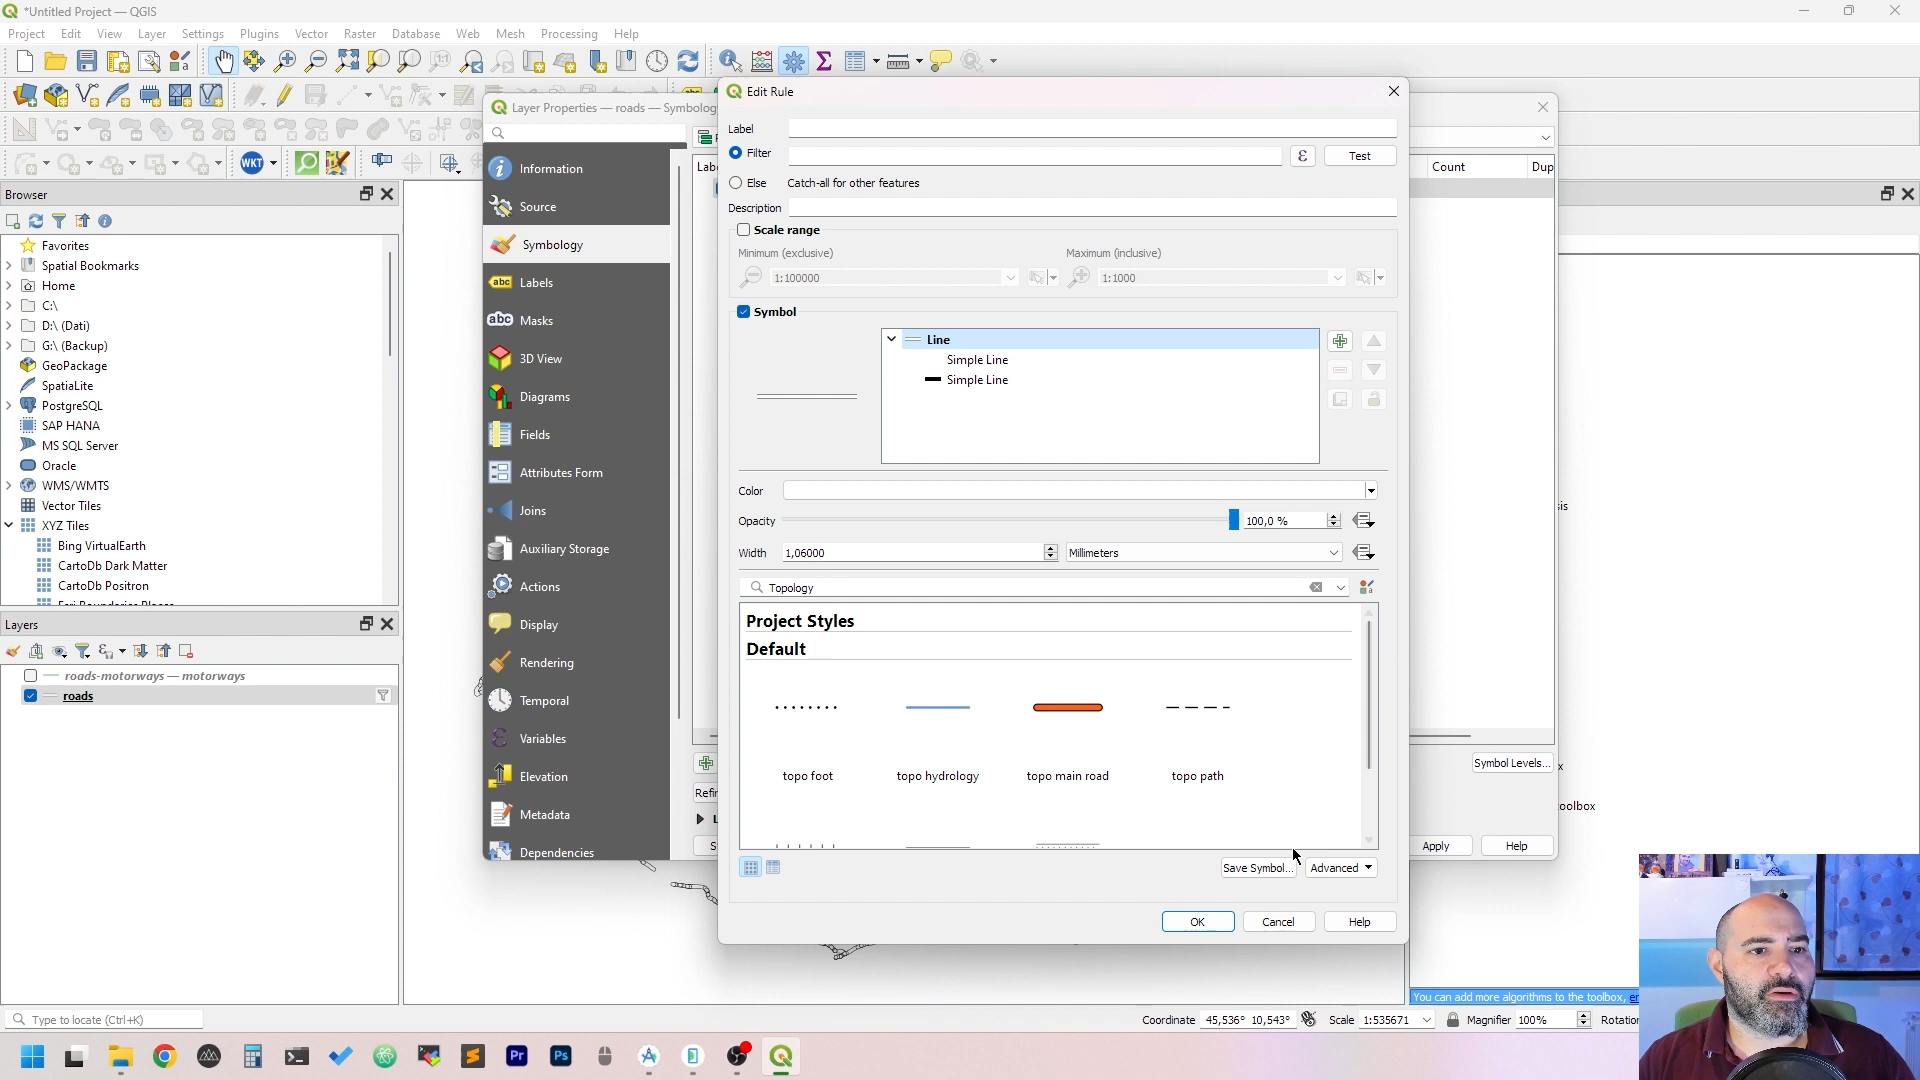 *Untitled Project — QGIS
Project Edit View Layer Settings Plugins Vector Raster Database Web Mesh Processing Help
WKT
Browser
Favorites
Spatial Bookmarks
Home
C:\
D:\ (Dati)
G:\ (Backup)
GeoPackage
SpatiaLite
PostgreSQL
SAP HANA
MS SQL Server
Oracle
WMS/WMTS
Vector Tiles
XYZ Tiles
Bing VirtualEarth
CartoDb Dark Matter
CartoDb Positron
Layers
roads-motorways — motorways
roads
Type to locate (Ctrl+K)
Layer Properties — roads — Symbology
Information
Source
Symbology
abc Labels
abc Masks
3D View
Diagrams
Fields
Attributes Form
Joins
Auxiliary Storage
Actions
Display
Rendering
Temporal
Variables
Elevation
Metadata
Dependencies
Count Dup
Symbol Levels...
Apply Help
Edit Rule
Label
Filter ε Test
Else Catch-all for other features
Description
Scale range
Minimum (exclusive) Maximum (inclusive)
1:100000 1:1000
Symbol
Line
Simple Line
Simple Line
Color
Opacity 100,0 %
Width 1,06000 Millimeters
Topology
Project Styles
Default
topo foot topo hydrology topo main road topo path
Save Symbol... Advanced
OK Cancel Help
sis
x
toolbox
You can add more algorithms to the toolbox,
Coordinate 45,536° 10,543° Scale 1:535671 Magnifier 100% Rotation
Pr Ps